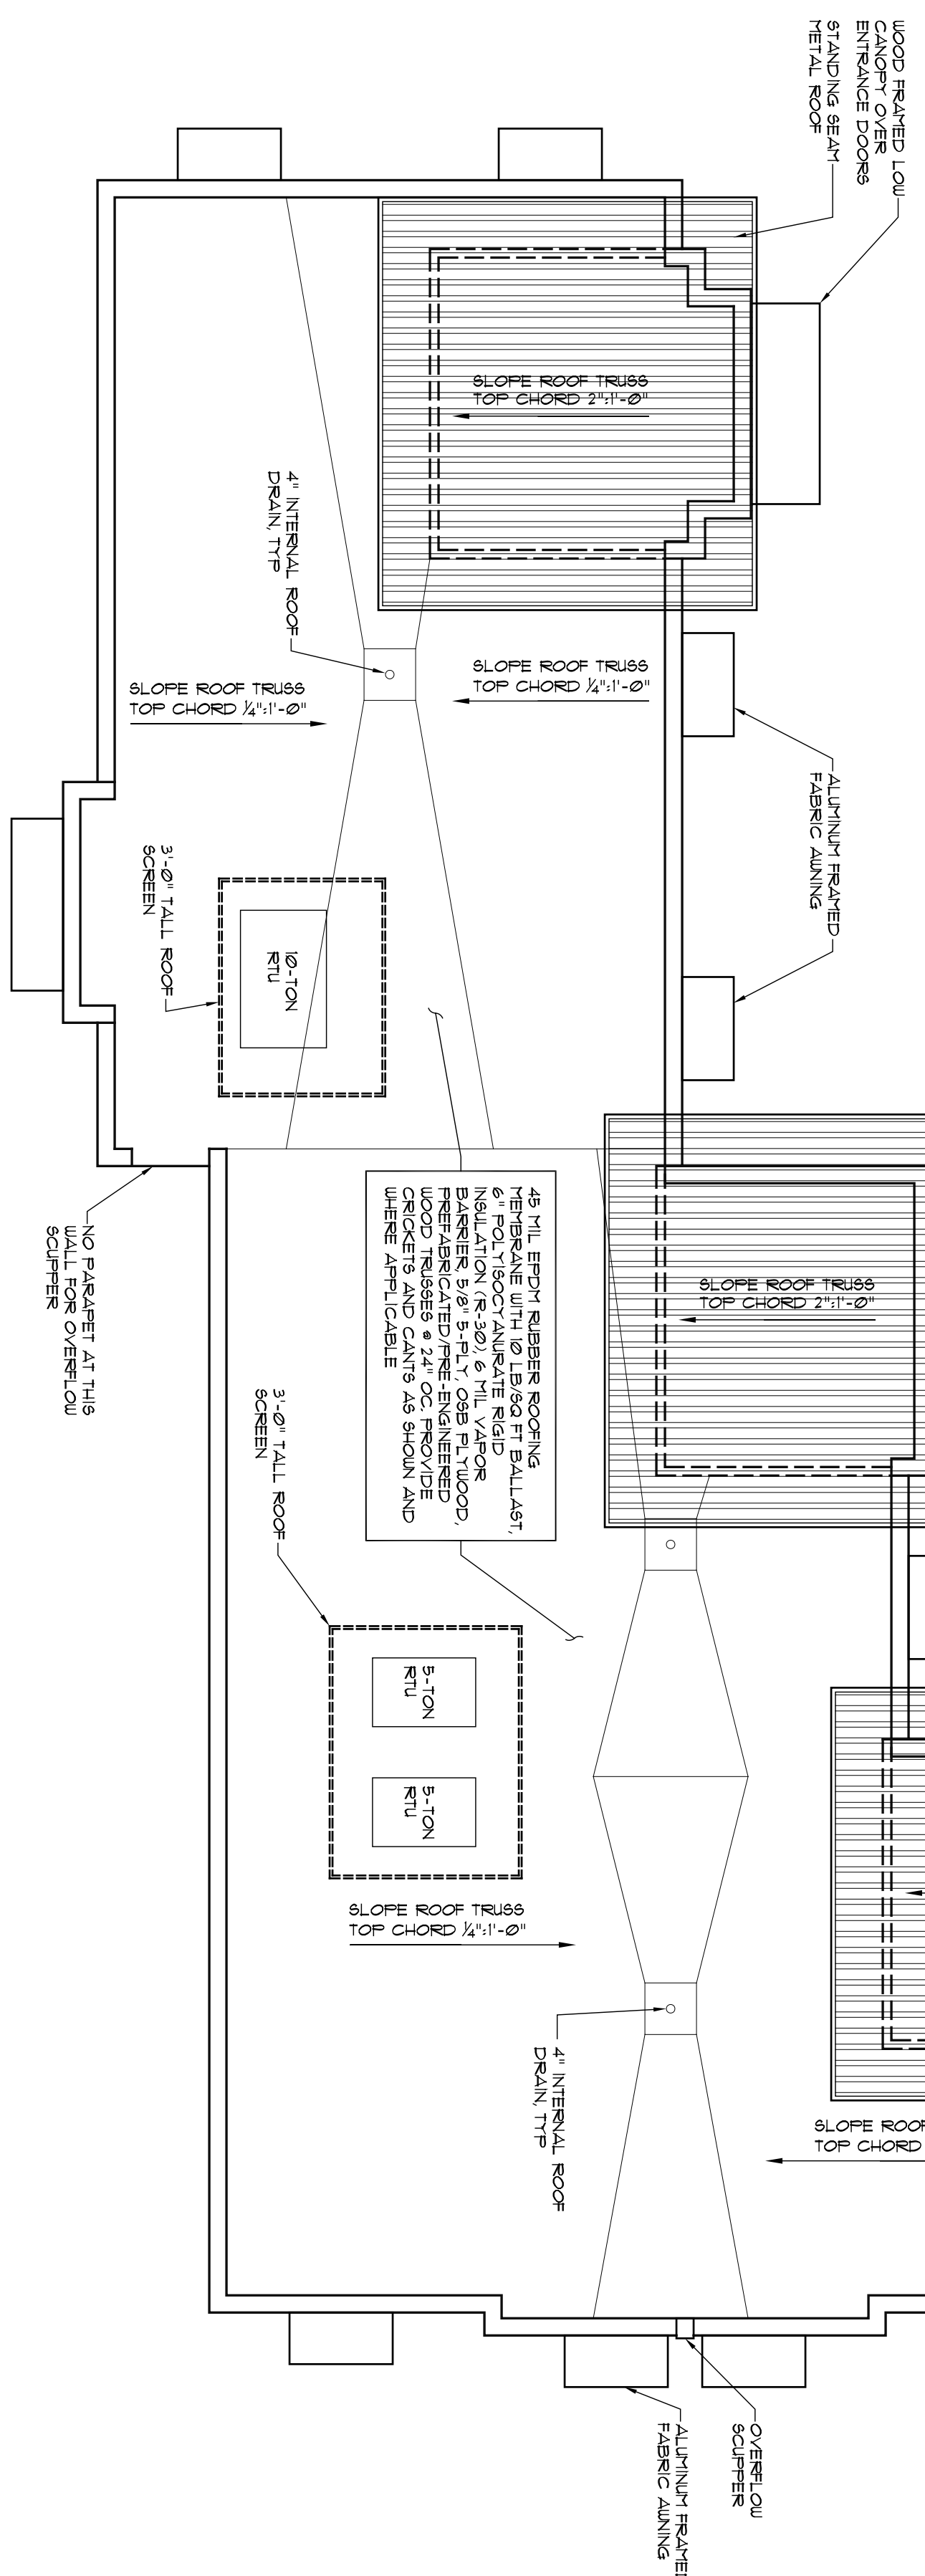 WOOD FRAMED LOW
CANOPY OVER
ENTRANCE DOORS
STANDING SEAM
METAL ROOF
SLOPE ROOF TRUSS
TOP CHORD 2":1'-0"
4" INTERNAL ROOF
DRAIN, TYP
SLOPE ROOF TRUSS
TOP CHORD 1/4":1'-0"
SLOPE ROOF TRUSS
TOP CHORD 1/4":1'-0"
ALUMINUM FRAMED
FABRIC AWNING
3'-0" TALL ROOF
SCREEN
10-TON
RTU
NO PARAPET AT THIS
WALL FOR OVERFLOW
SCUPPER
45 MIL EPDM RUBBER ROOFING
MEMBRANE WITH 10 LB/SQ FT BALLAST,
6" POLYISOCYANURATE RIGID
INSULATION (R-30), 6 MIL VAPOR
BARRIER, 5/8" 5-PLY, OSB PLYWOOD,
PREFABRICATED/PRE-ENGINEERED
WOOD TRUSSES @ 24" OC. PROVIDE
CRICKETS AND CANTS AS SHOWN AND
WHERE APPLICABLE
SLOPE ROOF TRUSS
TOP CHORD 2":1'-0"
3'-0" TALL ROOF
SCREEN
5-TON
RTU
5-TON
RTU
SLOPE ROOF TRUSS
TOP CHORD 1/4":1'-0"
4" INTERNAL ROOF
DRAIN, TYP
SLOPE ROOF
TOP CHORD
OVERFLOW
SCUPPER
ALUMINUM FRAME
FABRIC AWNING